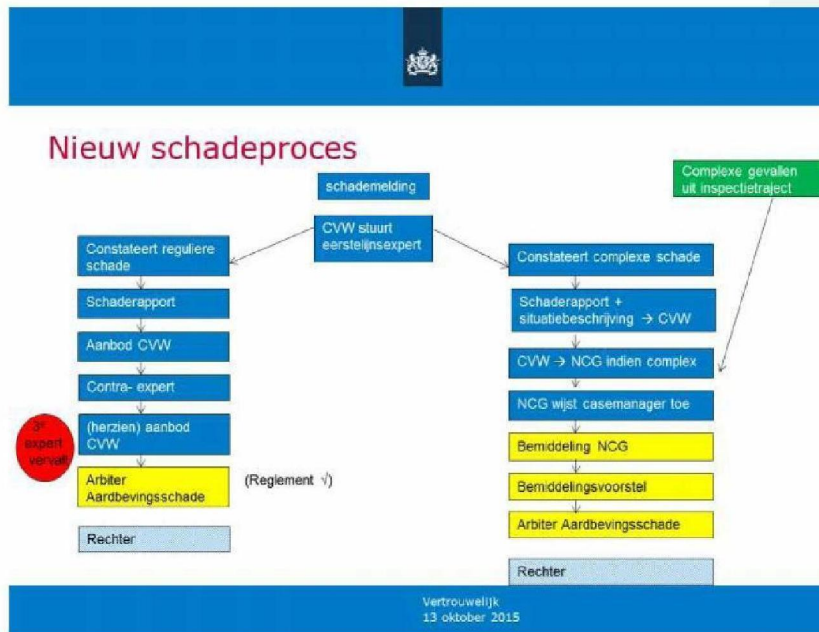 Nieuw schadeproces
schademelding
Complexe gevallen
uit inspectietraject
CVW stuurt
eerstelijnsexpert
Constateert reguliere
schade
Schaderapport
Aanbod CVW
Contra- expert
3e
expert
vervalt
(herzien) aanbod
CVW
Arbiter
Aardbevingsschade
(Reglement √)
Rechter
Constateert complexe schade
Schaderapport +
situatiebeschrijving → CVW
CVW → NCG indien complex
NCG wijst casemanager toe
Bemiddeling NCG
Bemiddelingsvoorstel
Arbiter Aardbevingsschade
Rechter
Vertrouwelijk
13 oktober 2015